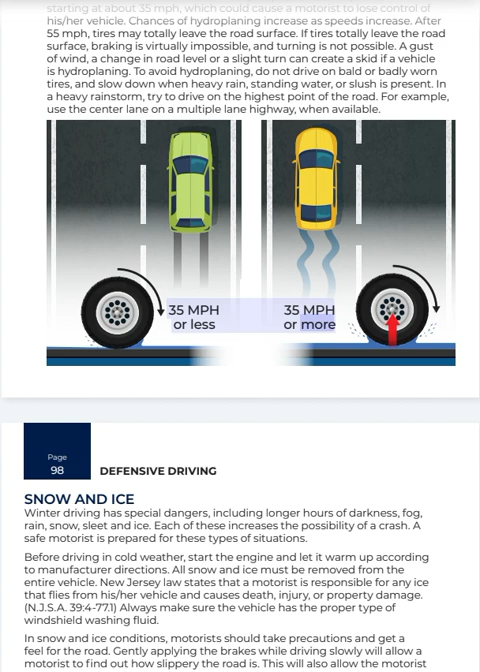 starting at about 35 mph, which could cause a motorist to lose control of
his/her vehicle. Chances of hydroplaning increase as speeds increase. After
55 mph, tires may totally leave the road surface. If tires totally leave the road
surface, braking is virtually impossible, and turning is not possible. A gust
of wind, a change in road level or a slight turn can create a skid if a vehicle
is hydroplaning. To avoid hydroplaning, do not drive on bald or badly worn
tires, and slow down when heavy rain, standing water, or slush is present. In
a heavy rainstorm, try to drive on the highest point of the road. For example,
use the center lane on a multiple lane highway, when available.
35 MPH
or less
35 MPH
or more
Page
98
DEFENSIVE DRIVING
SNOW AND ICE
Winter driving has special dangers, including longer hours of darkness, fog,
rain, snow, sleet and ice. Each of these increases the possibility of a crash. A
safe motorist is prepared for these types of situations.
Before driving in cold weather, start the engine and let it warm up according
to manufacturer directions. All snow and ice must be removed from the
entire vehicle. New Jersey law states that a motorist is responsible for any ice
that flies from his/her vehicle and causes death, injury, or property damage.
(N.J.S.A. 39:4-77.1) Always make sure the vehicle has the proper type of
windshield washing fluid.
In snow and ice conditions, motorists should take precautions and get a
feel for the road. Gently applying the brakes while driving slowly will allow a
motorist to find out how slippery the road is. This will also allow the motorist